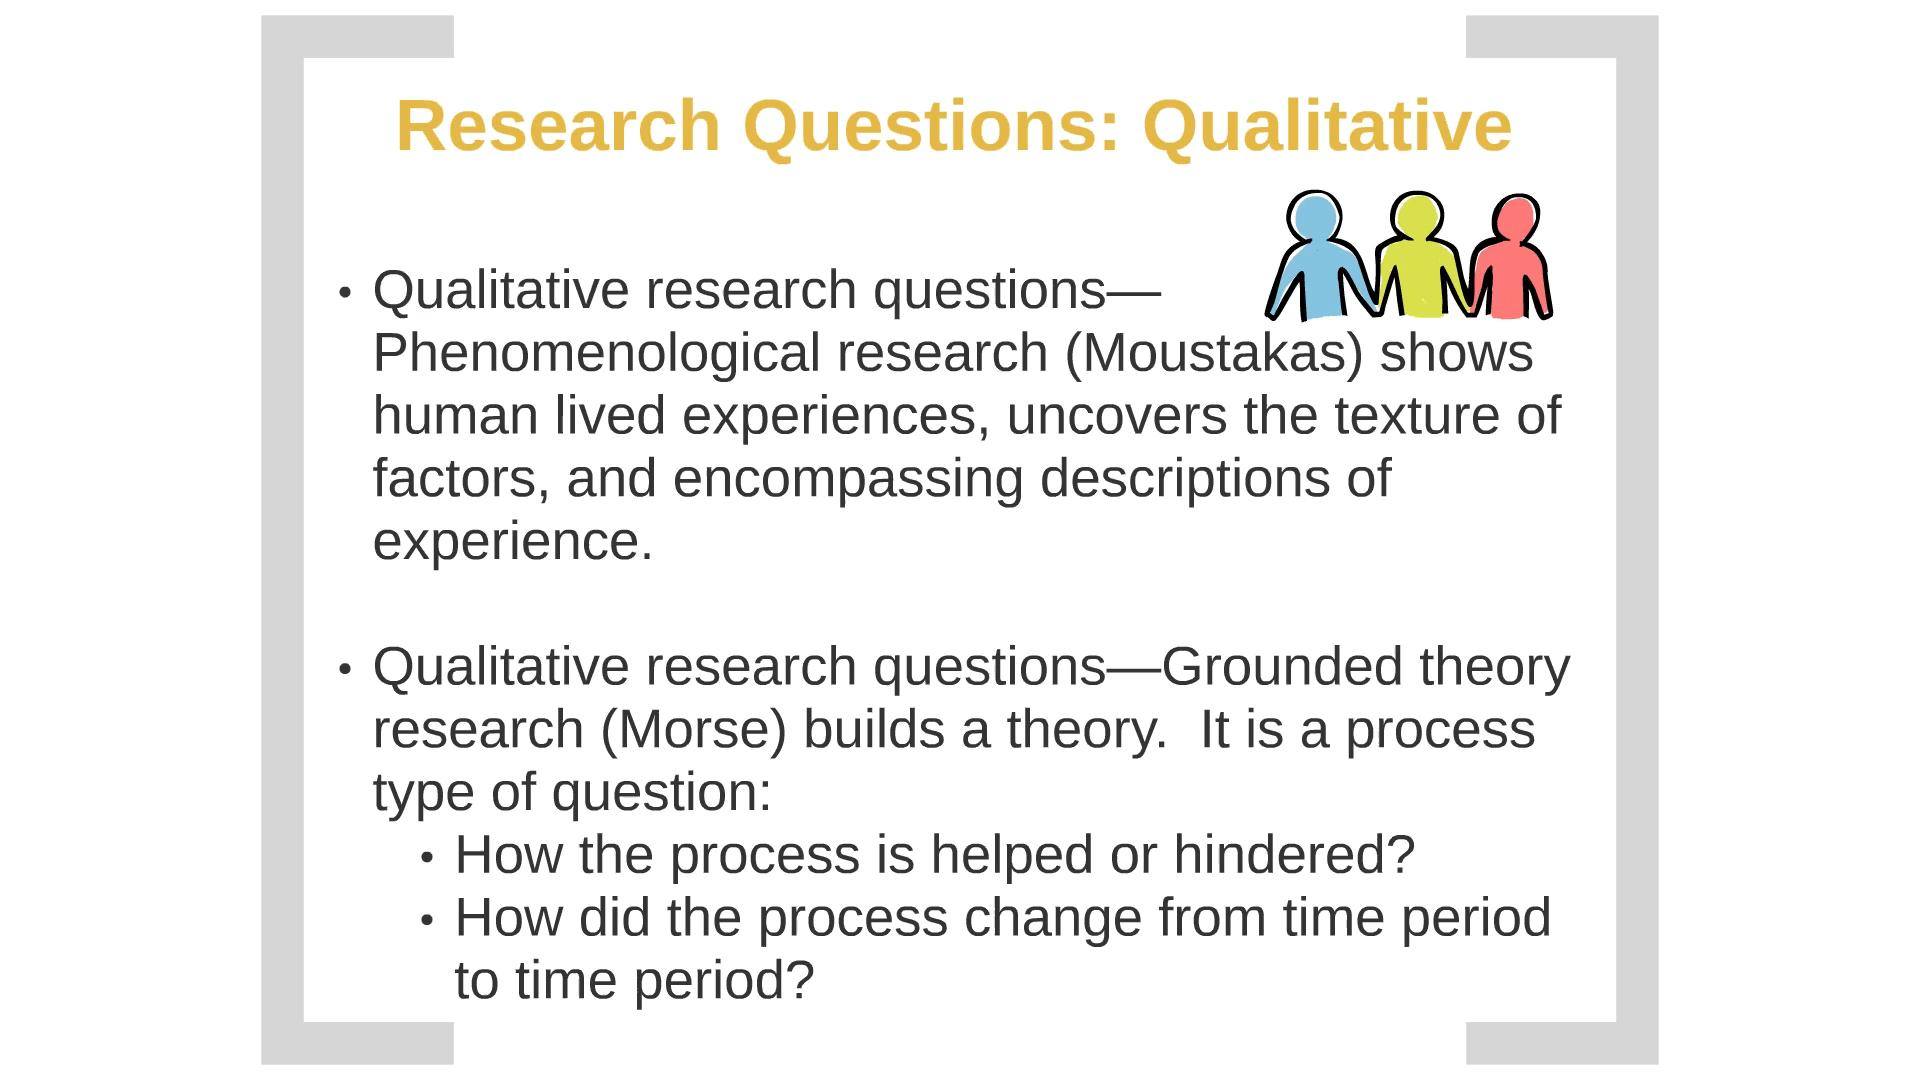 Research Questions: Qualitative
• Qualitative research questions—
Phenomenological research (Moustakas) shows
human lived experiences, uncovers the texture of
factors, and encompassing descriptions of
experience.
• Qualitative research questions—Grounded theory
research (Morse) builds a theory.  It is a process
type of question:
• How the process is helped or hindered?
• How did the process change from time period
to time period?